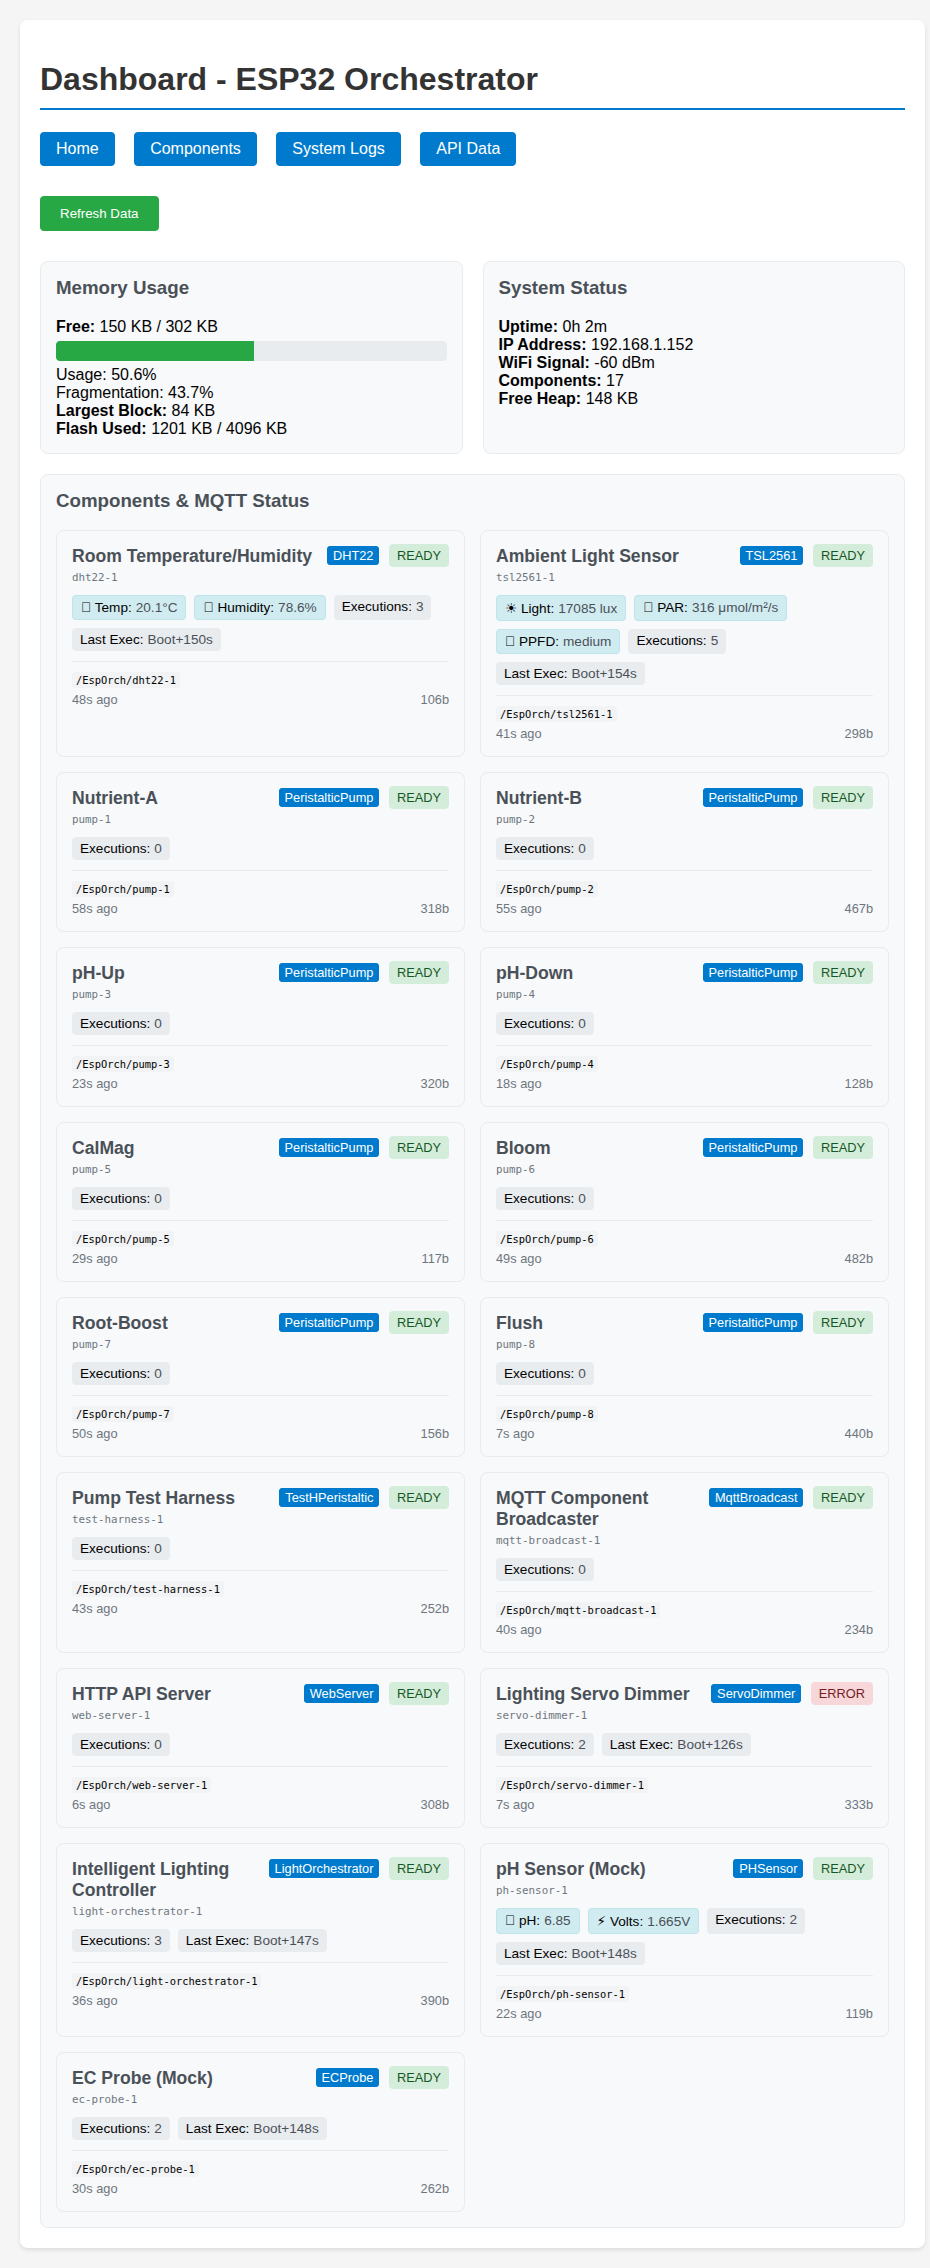 Dashboard - ESP32 Orchestrator
Home Components System Logs API Data
Refresh Data
Memory Usage
Free: 150 KB / 302 KB
Usage: 50.6%
Fragmentation: 43.7%
Largest Block: 84 KB
Flash Used: 1201 KB / 4096 KB
System Status
Uptime: 0h 2m
IP Address: 192.168.1.152
WiFi Signal: -60 dBm
Components: 17
Free Heap: 148 KB
Components & MQTT Status
Room Temperature/Humidity DHT22 READY
dht22-1
Temp: 20.1°C Humidity: 78.6% Executions: 3
Last Exec: Boot+150s
/EspOrch/dht22-1
48s ago 106b
Ambient Light Sensor TSL2561 READY
tsl2561-1
☀ Light: 17085 lux PAR: 316 μmol/m²/s
PPFD: medium Executions: 5
Last Exec: Boot+154s
/EspOrch/tsl2561-1
41s ago 298b
Nutrient-A PeristalticPump READY
pump-1
Executions: 0
/EspOrch/pump-1
58s ago 318b
Nutrient-B PeristalticPump READY
pump-2
Executions: 0
/EspOrch/pump-2
55s ago 467b
pH-Up PeristalticPump READY
pump-3
Executions: 0
/EspOrch/pump-3
23s ago 320b
pH-Down PeristalticPump READY
pump-4
Executions: 0
/EspOrch/pump-4
18s ago 128b
CalMag PeristalticPump READY
pump-5
Executions: 0
/EspOrch/pump-5
29s ago 117b
Bloom PeristalticPump READY
pump-6
Executions: 0
/EspOrch/pump-6
49s ago 482b
Root-Boost PeristalticPump READY
pump-7
Executions: 0
/EspOrch/pump-7
50s ago 156b
Flush PeristalticPump READY
pump-8
Executions: 0
/EspOrch/pump-8
7s ago 440b
Pump Test Harness TestHPeristaltic READY
test-harness-1
Executions: 0
/EspOrch/test-harness-1
43s ago 252b
MQTT Component MqttBroadcast READY
Broadcaster
mqtt-broadcast-1
Executions: 0
/EspOrch/mqtt-broadcast-1
40s ago 234b
HTTP API Server WebServer READY
web-server-1
Executions: 0
/EspOrch/web-server-1
6s ago 308b
Lighting Servo Dimmer ServoDimmer ERROR
servo-dimmer-1
Executions: 2 Last Exec: Boot+126s
/EspOrch/servo-dimmer-1
7s ago 333b
Intelligent Lighting LightOrchestrator READY
Controller
light-orchestrator-1
Executions: 3 Last Exec: Boot+147s
/EspOrch/light-orchestrator-1
36s ago 390b
pH Sensor (Mock) PHSensor READY
ph-sensor-1
pH: 6.85 ⚡ Volts: 1.665V Executions: 2
Last Exec: Boot+148s
/EspOrch/ph-sensor-1
22s ago 119b
EC Probe (Mock) ECProbe READY
ec-probe-1
Executions: 2 Last Exec: Boot+148s
/EspOrch/ec-probe-1
30s ago 262b